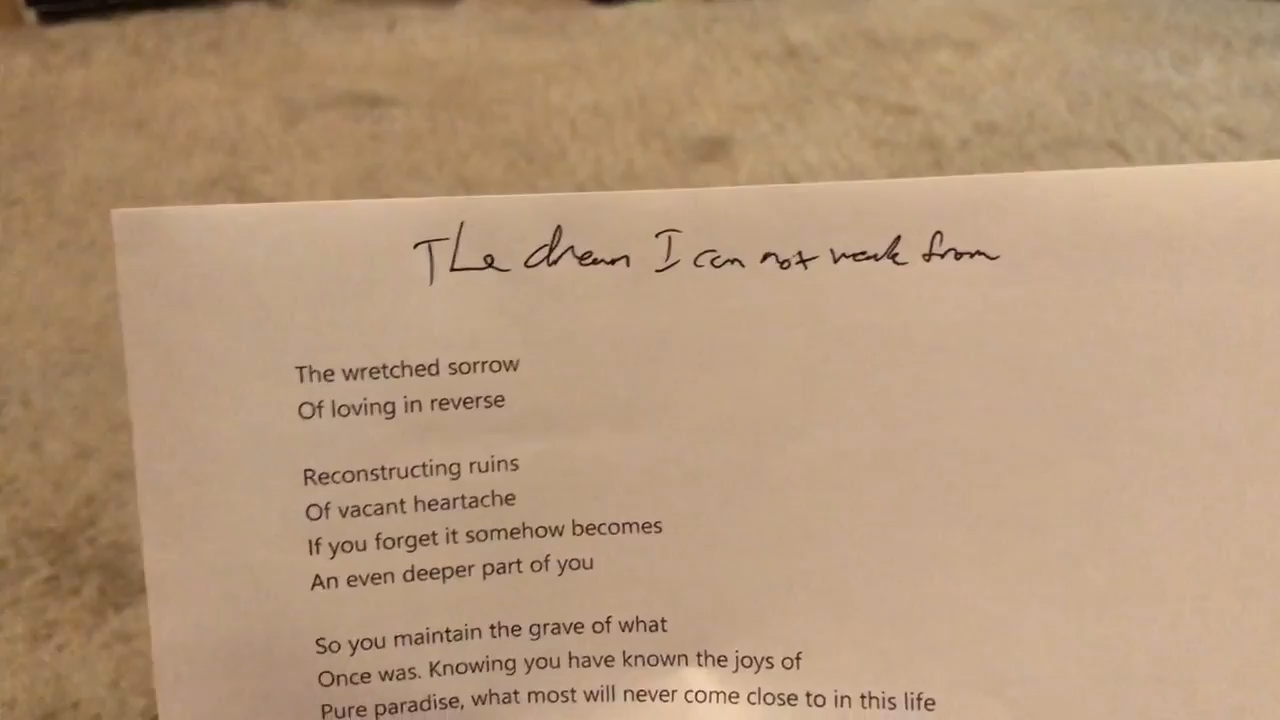 The dream I can not wake from
The wretched sorrow
Of loving in reverse
Reconstructing ruins
Of vacant heartache
If you forget it somehow becomes
An even deeper part of you
So you maintain the grave of what
Once was. Knowing you have known the joys of
Pure paradise, what most will never come close to in this life